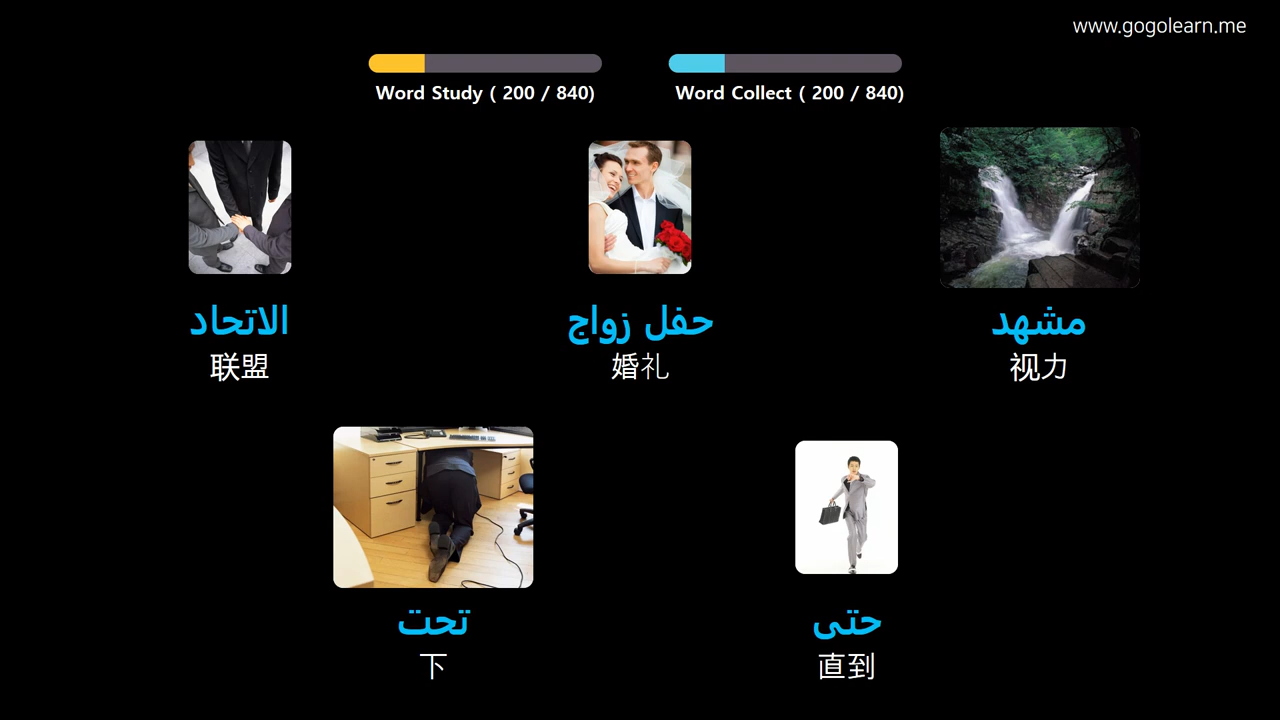 www.gogolearn.me
Word Study ( 200 / 840)
Word Collect ( 200 / 840)
الاتحاد
联盟
حفل زواج
婚礼
مشهد
视力
تحت
下
حتى
直到